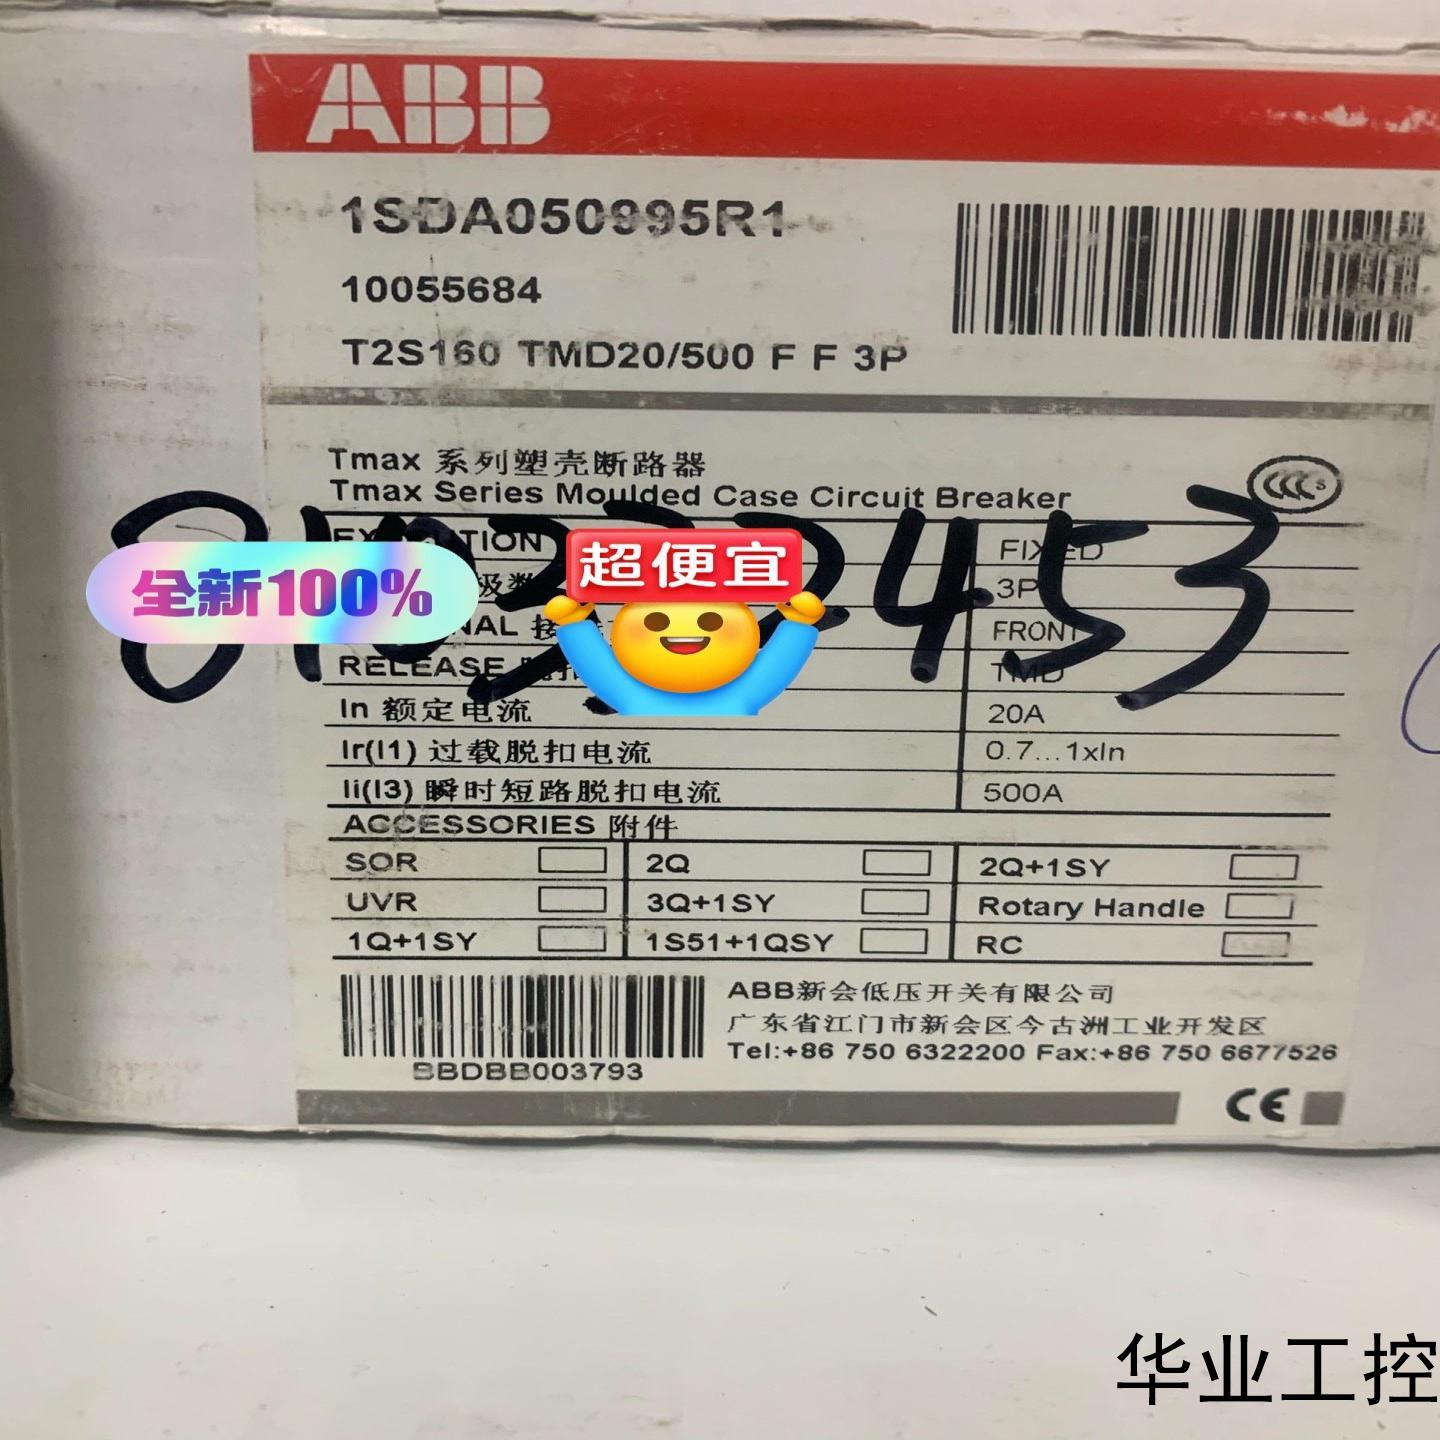 ABB
1SDA050995R1
10055684
T2S160 TMD20/500 F F 3P
Tmax 系列塑壳断路器
Tmax Series Moulded Case Circuit Breaker
FIXED
级数
3P
全新100%
超便宜
FRONT
RELEASE
TMD
In 额定电流
20A
Ir(I1) 过载脱扣电流
0.7...1xIn
Ii(I3) 瞬时短路脱扣电流
500A
ACCESSORIES 附件
SOR
2Q
2Q+1SY
UVR
3Q+1SY
Rotary Handle
1Q+1SY
1S51+1QSY
RC
ABB新会低压开关有限公司
广东省江门市新会区今古洲工业开发区
Tel:+86 750 6322200 Fax:+86 750 6677526
BBDBB003793
CE
华业工控